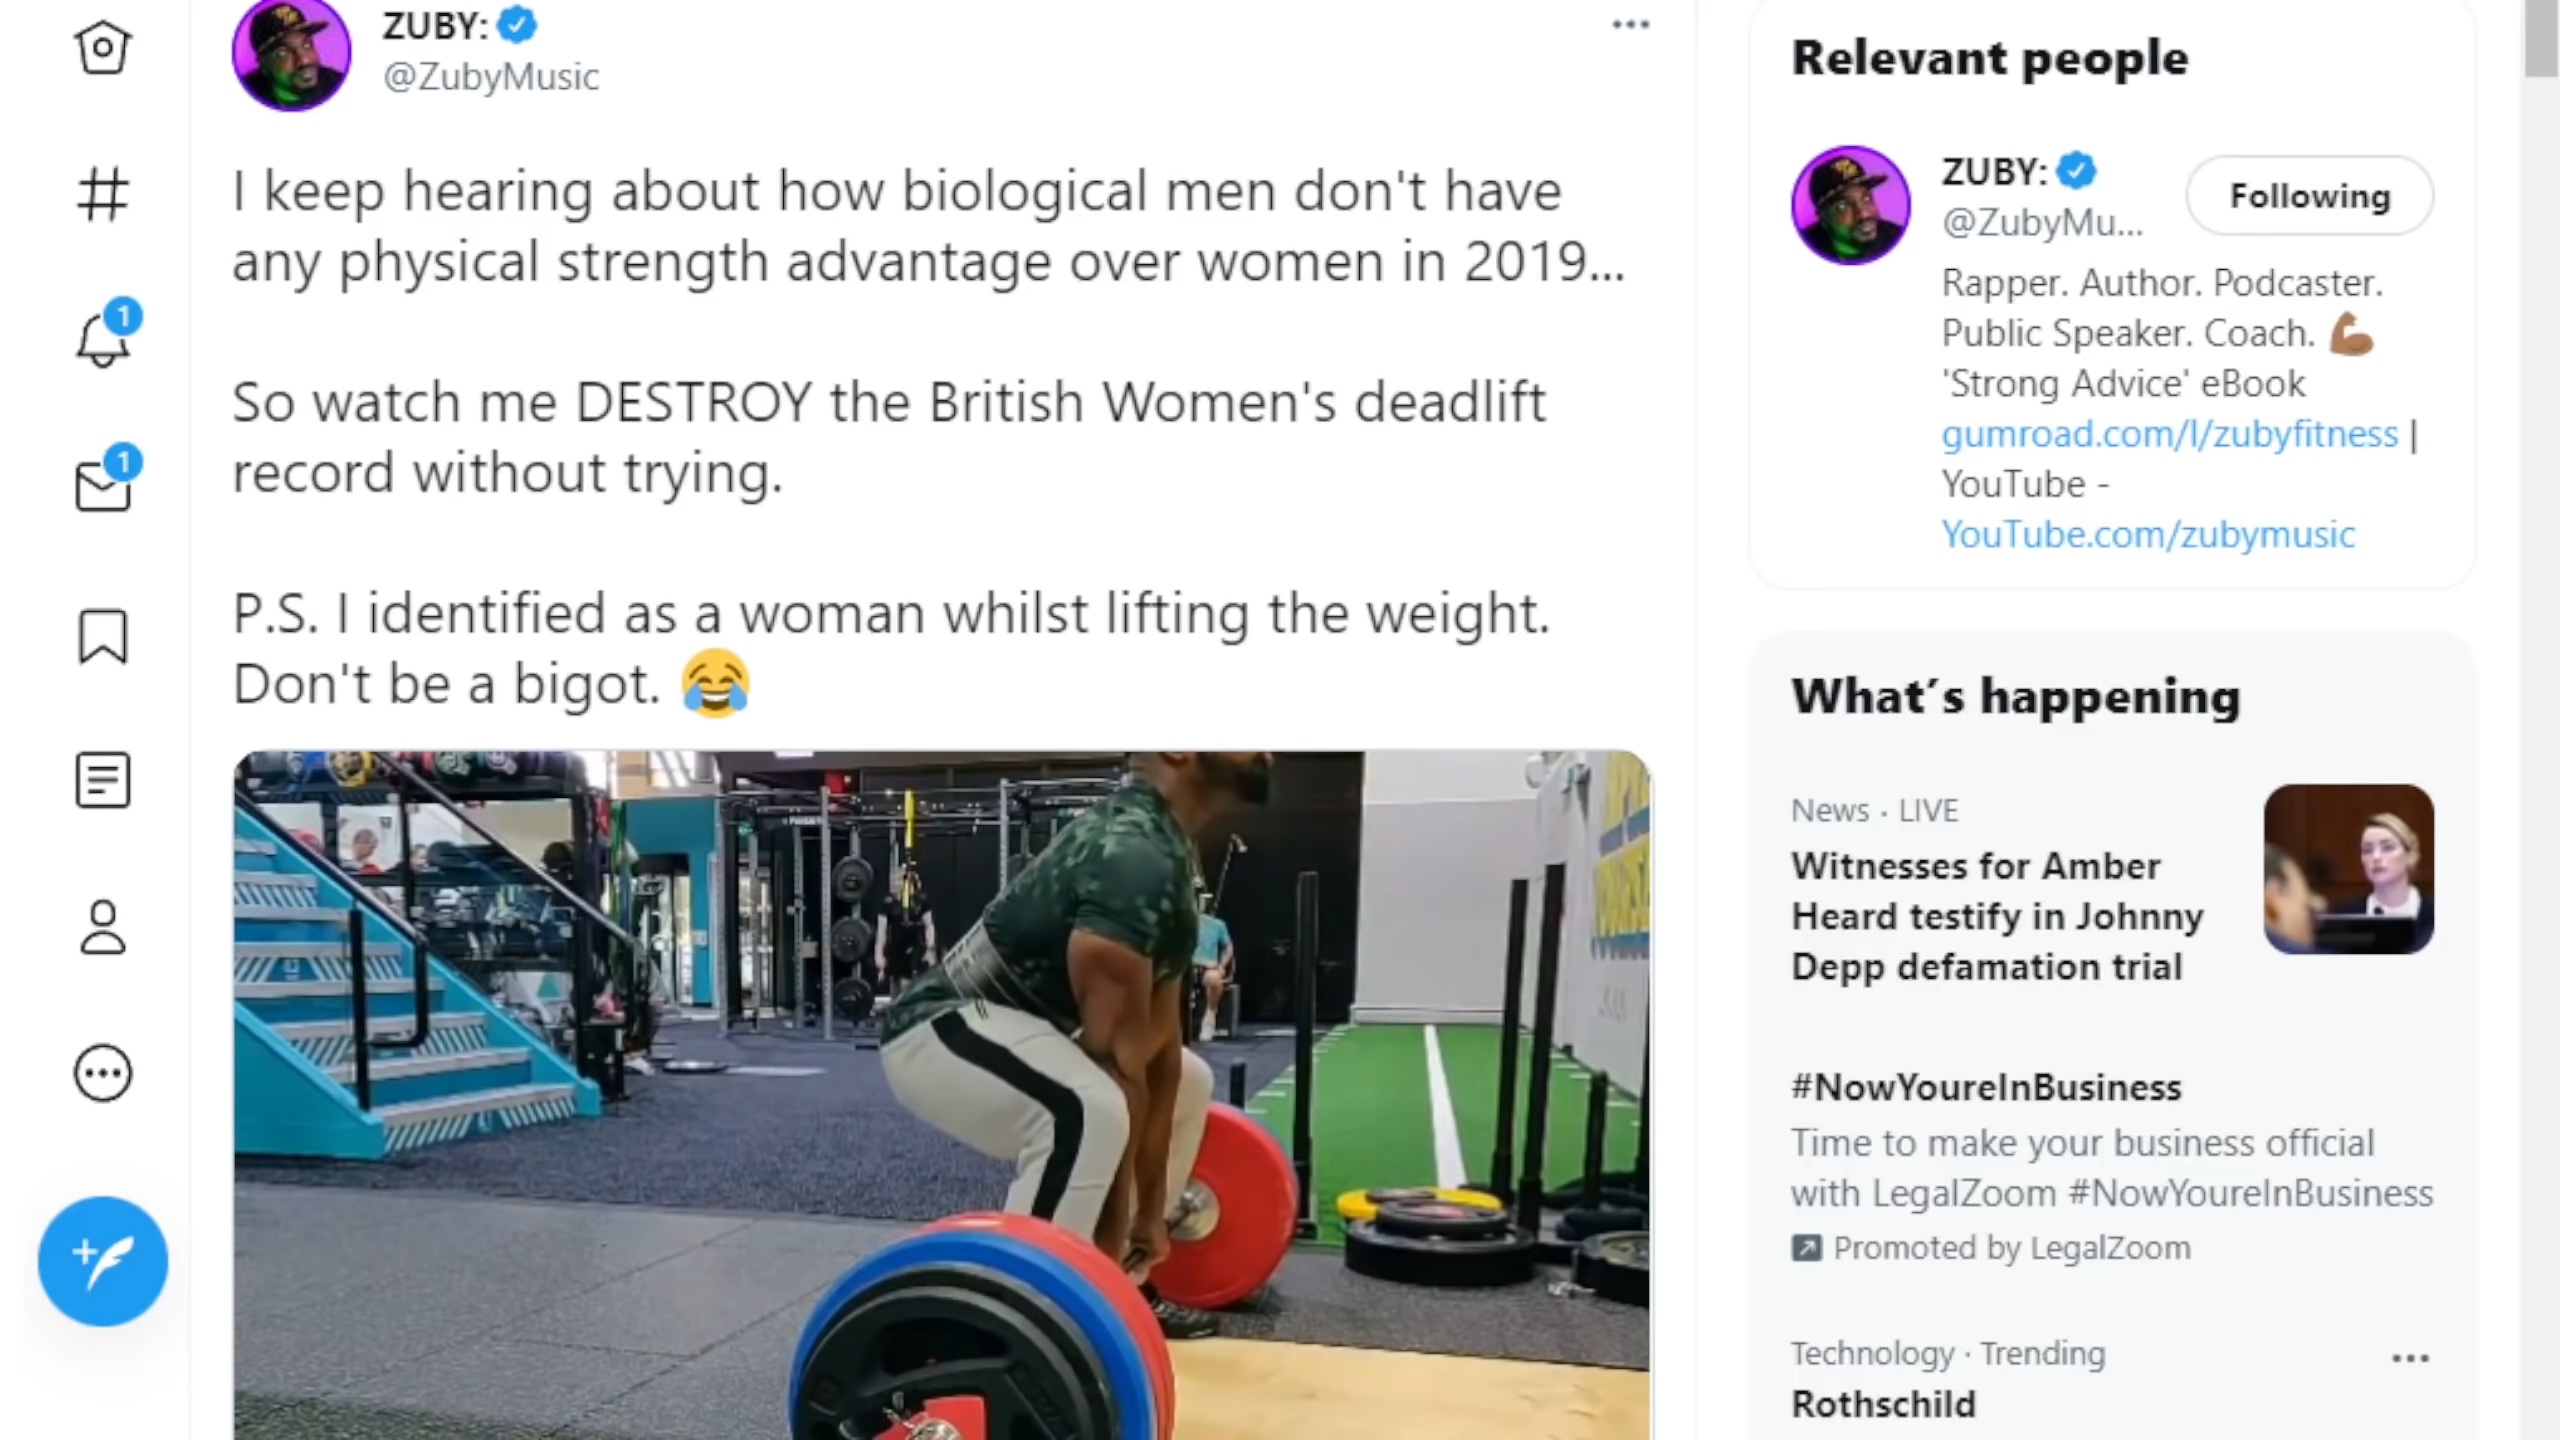 ZUBY:
@ZubyMusic
I keep hearing about how biological men don't have
any physical strength advantage over women in 2019...
So watch me DESTROY the British Women's deadlift
record without trying.
P.S. I identified as a woman whilst lifting the weight.
Don't be a bigot. 😂
1
1
Relevant people
ZUBY:
@ZubyMu...
Following
Rapper. Author. Podcaster.
Public Speaker. Coach. 💪🏾
'Strong Advice' eBook
gumroad.com/l/zubyfitness |
YouTube -
YouTube.com/zubymusic
What's happening
News · LIVE
Witnesses for Amber
Heard testify in Johnny
Depp defamation trial
#NowYoureInBusiness
Time to make your business official
with LegalZoom #NowYoureInBusiness
Promoted by LegalZoom
Technology · Trending
Rothschild